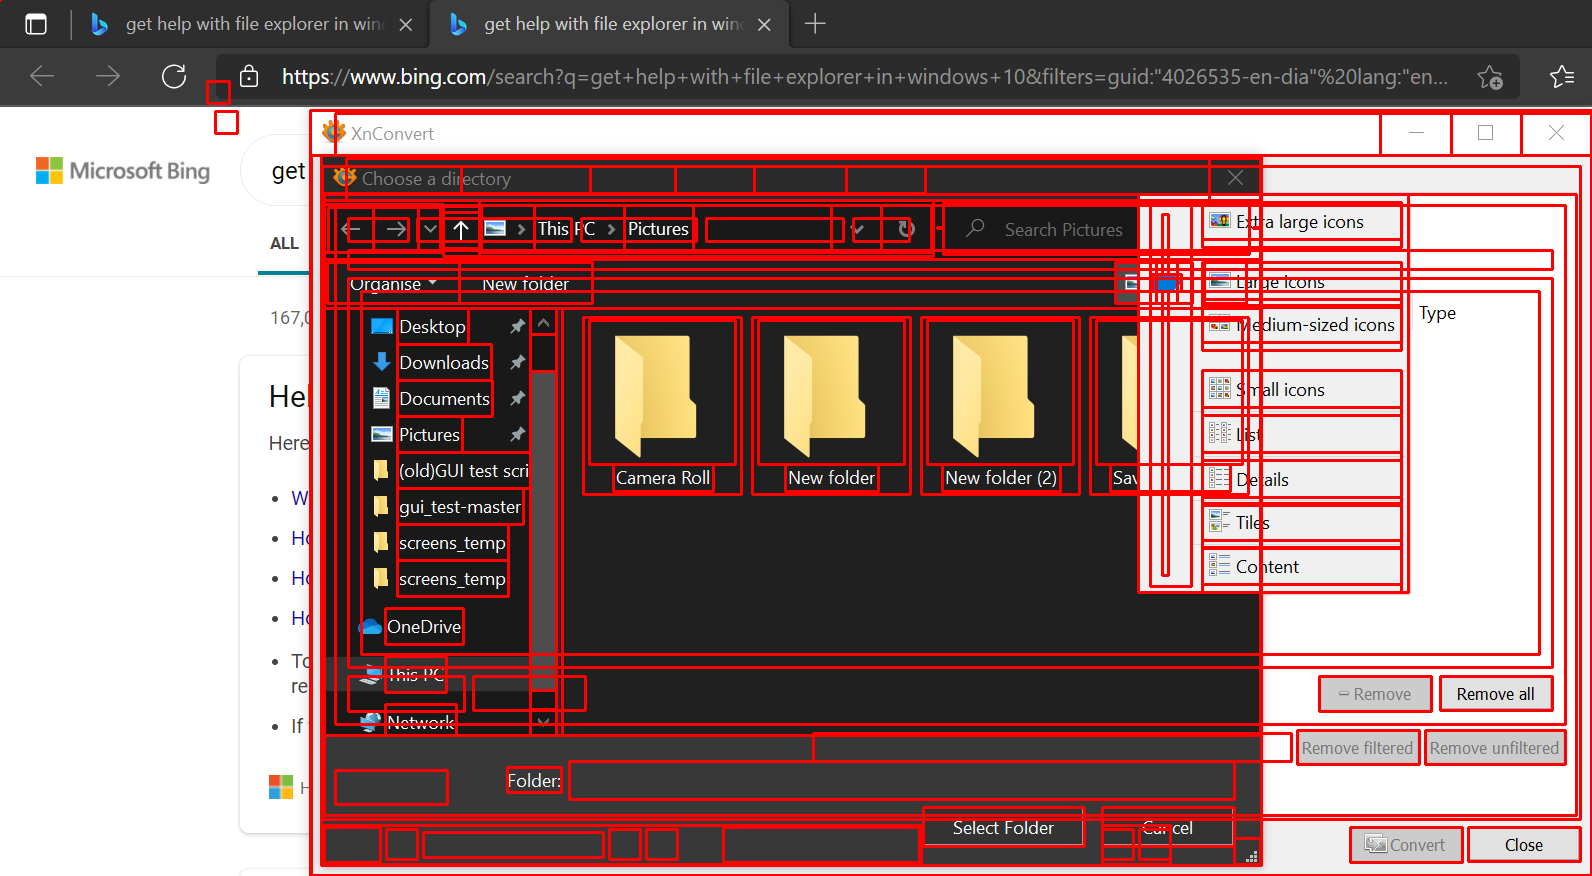 get help with file explorer in win
get help with file explorer in win
https://www.bing.com/search?q=get+help+with+file+explorer+in+windows+10&filters=guid:"4026535-en-dia"%20lang:"en...
XnConvert
Microsoft Bing
get
Choose a directory
This PC
Pictures
Search Pictures
Extra large icons
ALL
Organise
New folder
Large icons
167,0
Type
Medium-sized icons
Desktop
Downloads
Small icons
Documents
Pictures
List
Here
(old)GUI test scri
Camera Roll
New folder
New folder (2)
Details
gui_test-master
Tiles
screens_temp
Content
screens_temp
OneDrive
This PC
re
Remove
Remove all
Network
If
Remove filtered
Remove unfiltered
Folder:
Select Folder
Cancel
Convert
Close